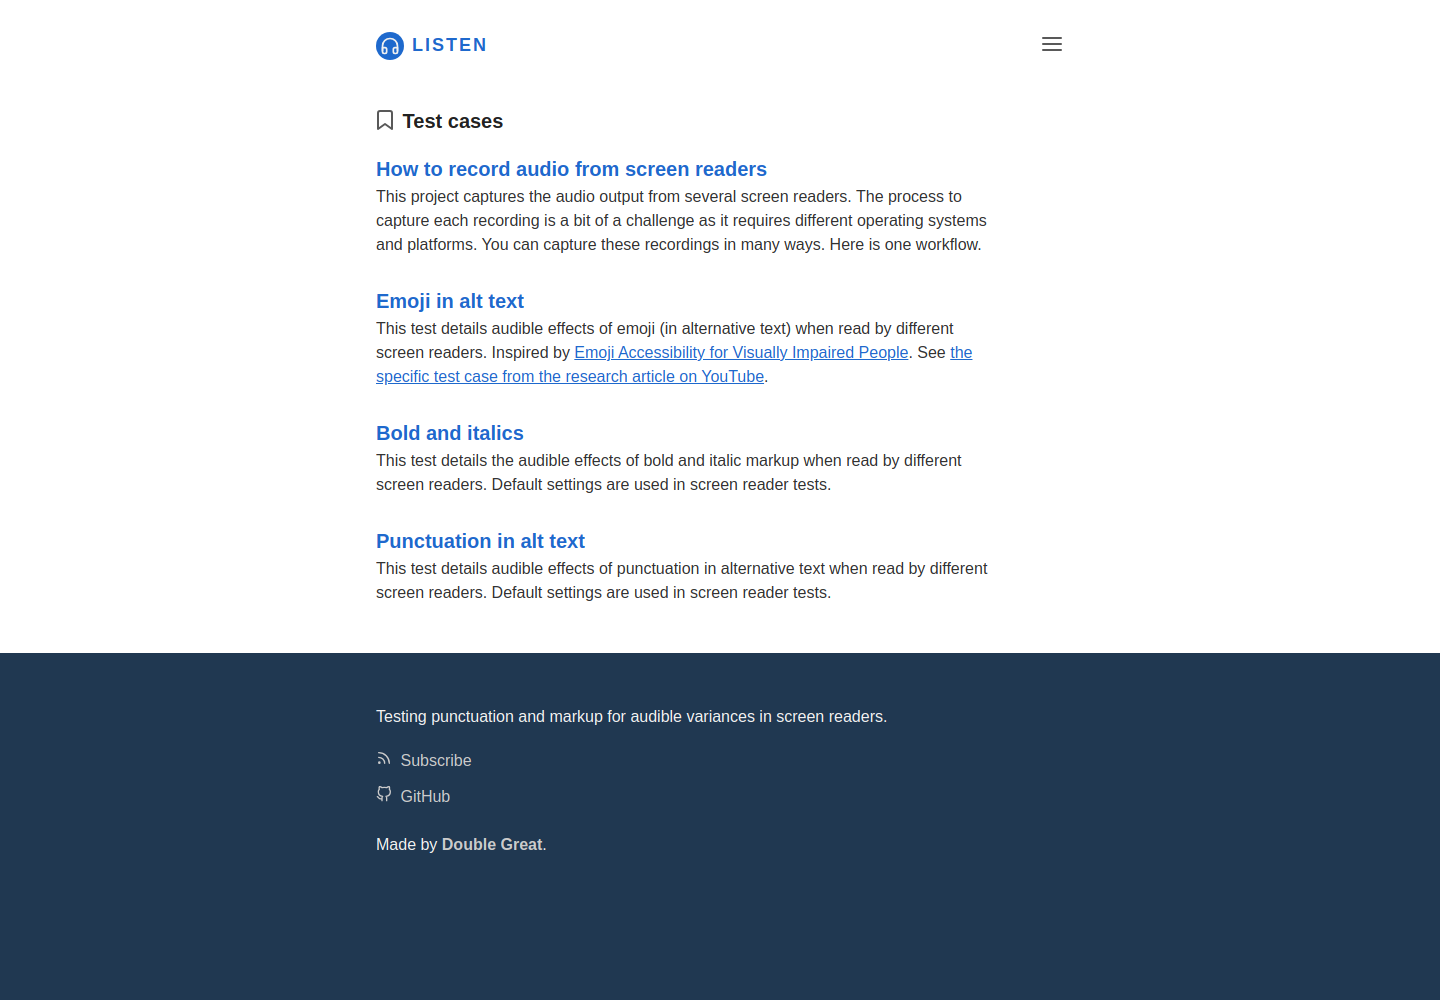 LISTEN
Test cases
How to record audio from screen readers
This project captures the audio output from several screen readers. The process to
capture each recording is a bit of a challenge as it requires different operating systems
and platforms. You can capture these recordings in many ways. Here is one workflow.
Emoji in alt text
This test details audible effects of emoji (in alternative text) when read by different
screen readers. Inspired by Emoji Accessibility for Visually Impaired People. See the
specific test case from the research article on YouTube.
Bold and italics
This test details the audible effects of bold and italic markup when read by different
screen readers. Default settings are used in screen reader tests.
Punctuation in alt text
This test details audible effects of punctuation in alternative text when read by different
screen readers. Default settings are used in screen reader tests.
Testing punctuation and markup for audible variances in screen readers.
Subscribe
GitHub
Made by Double Great.